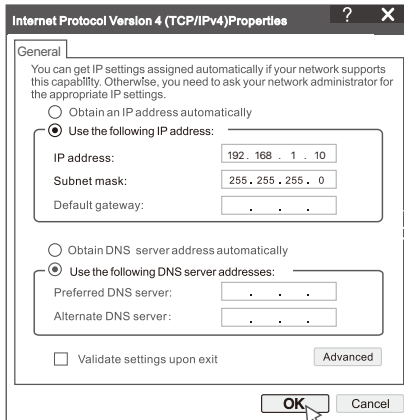 Internet Protocol Version 4 (TCP/IPv4)Properties ? X
General
You can get IP settings assigned automatically if your network supports
this capability. Otherwise, you need to ask your network administrator for
the appropriate IP settings.
Obtain an IP address automatically
Use the following IP address:
IP address: 192. 168 . 1 . 10
Subnet mask: 255. 255. 255. 0
Default gateway: . . .
Obtain DNS server address automatically
Use the following DNS server addresses:
Preferred DNS server: . . .
Alternate DNS server: . . .
Validate settings upon exit Advanced
OK Cancel